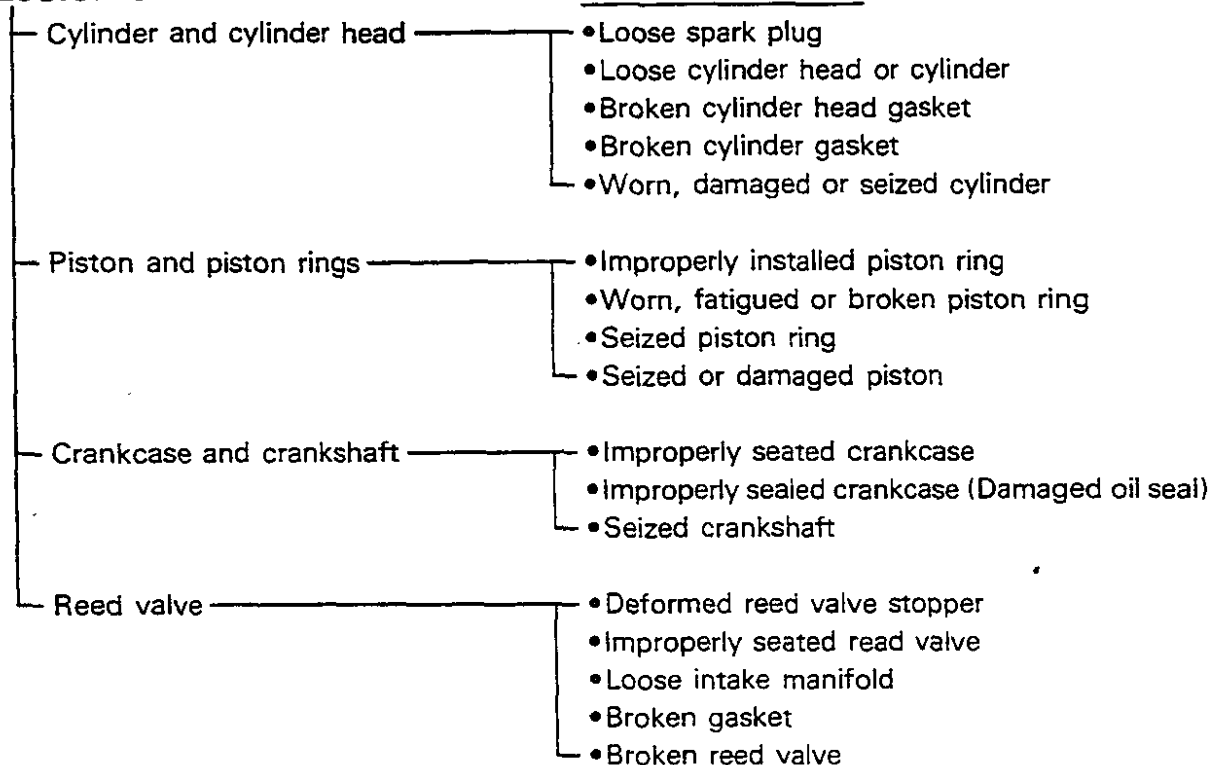 Cylinder and cylinder head
•Loose spark plug
•Loose cylinder head or cylinder
•Broken cylinder head gasket
•Broken cylinder gasket
•Worn, damaged or seized cylinder
Piston and piston rings
•Improperly installed piston ring
•Worn, fatigued or broken piston ring
•Seized piston ring
•Seized or damaged piston
Crankcase and crankshaft
•Improperly seated crankcase
•Improperly sealed crankcase (Damaged oil seal)
•Seized crankshaft
Reed valve
•Deformed reed valve stopper
•Improperly seated read valve
•Loose intake manifold
•Broken gasket
•Broken reed valve